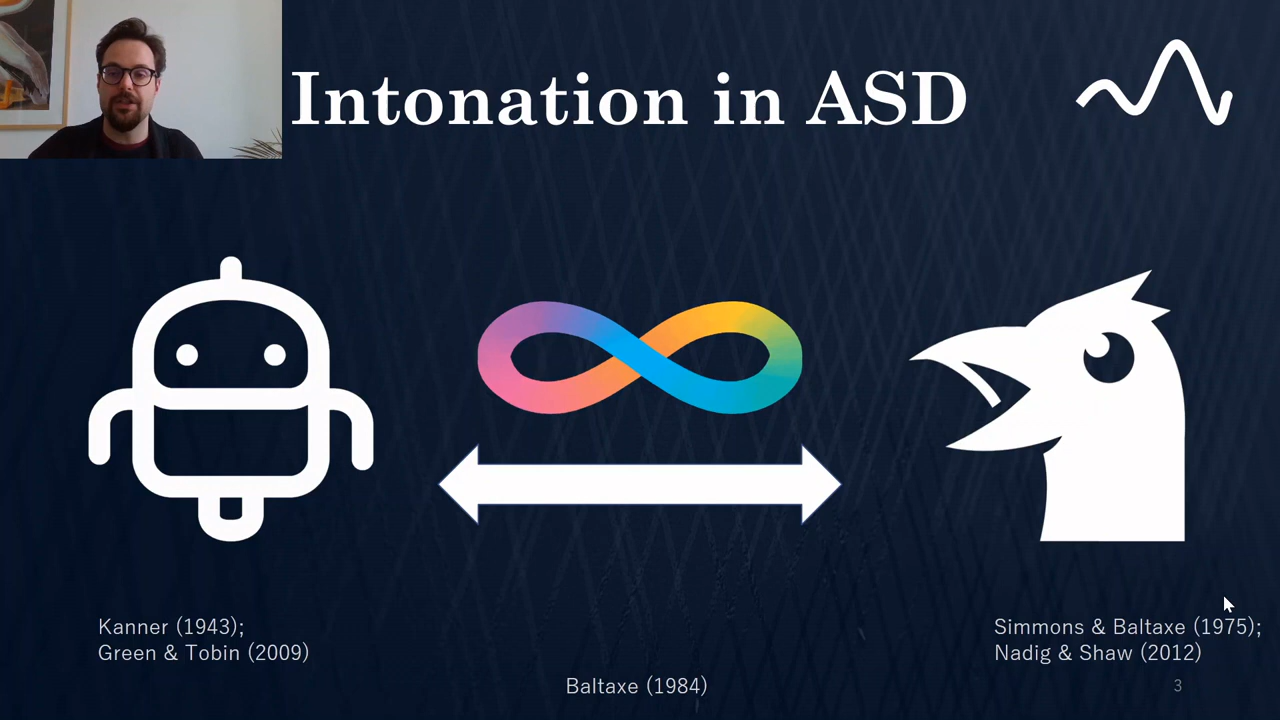 Intonation in ASD
Kanner (1943);
Green & Tobin (2009)
Simmons & Baltaxe (1975);
Nadig & Shaw (2012)
Baltaxe (1984)
3